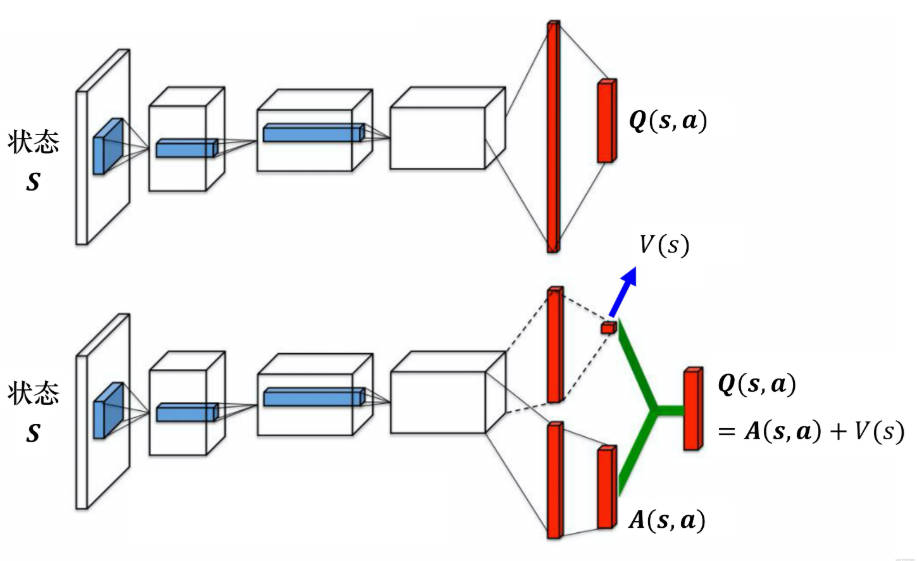 状态
S
Q(s,a)
V(s)
状态
S
Q(s,a)
= A(s,a) + V(s)
A(s,a)